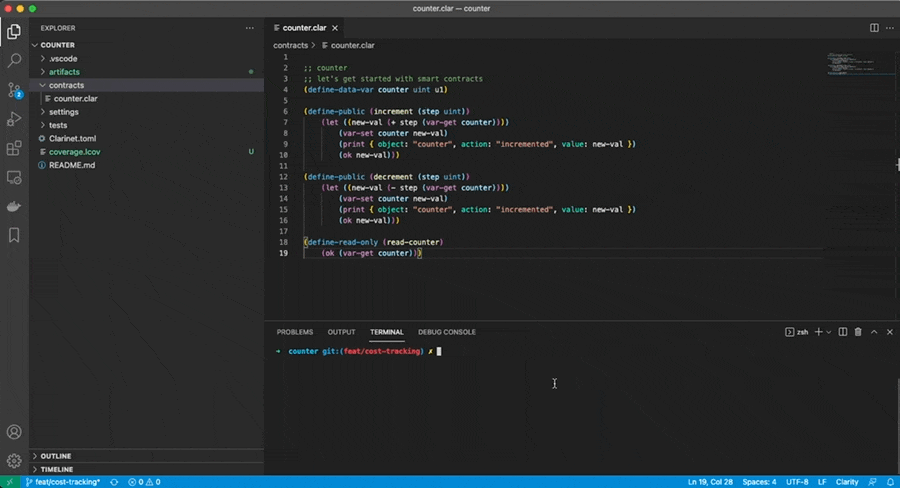 counter.clar — counter
EXPLORER
COUNTER
.vscode
artifacts
contracts
counter.clar
settings
tests
Clarinet.toml
coverage.lcov U
README.md
OUTLINE
TIMELINE
2
counter.clar
contracts > counter.clar
1
2 ;; counter
3 ;; let's get started with smart contracts
4 (define-data-var counter uint u1)
5
6 (define-public (increment (step uint))
7 (let ((new-val (+ step (var-get counter))))
8 (var-set counter new-val)
9 (print { object: "counter", action: "incremented", value: new-val })
10 (ok new-val)))
11
12 (define-public (decrement (step uint))
13 (let ((new-val (- step (var-get counter))))
14 (var-set counter new-val)
15 (print { object: "counter", action: "incremented", value: new-val })
16 (ok new-val)))
17
18 (define-read-only (read-counter)
19 (ok (var-get counter)))
PROBLEMS OUTPUT TERMINAL DEBUG CONSOLE
zsh
→ counter git:(feat/cost-tracking) ✗
feat/cost-tracking* 0 0
Ln 19, Col 28 Spaces: 4 UTF-8 LF Clarity